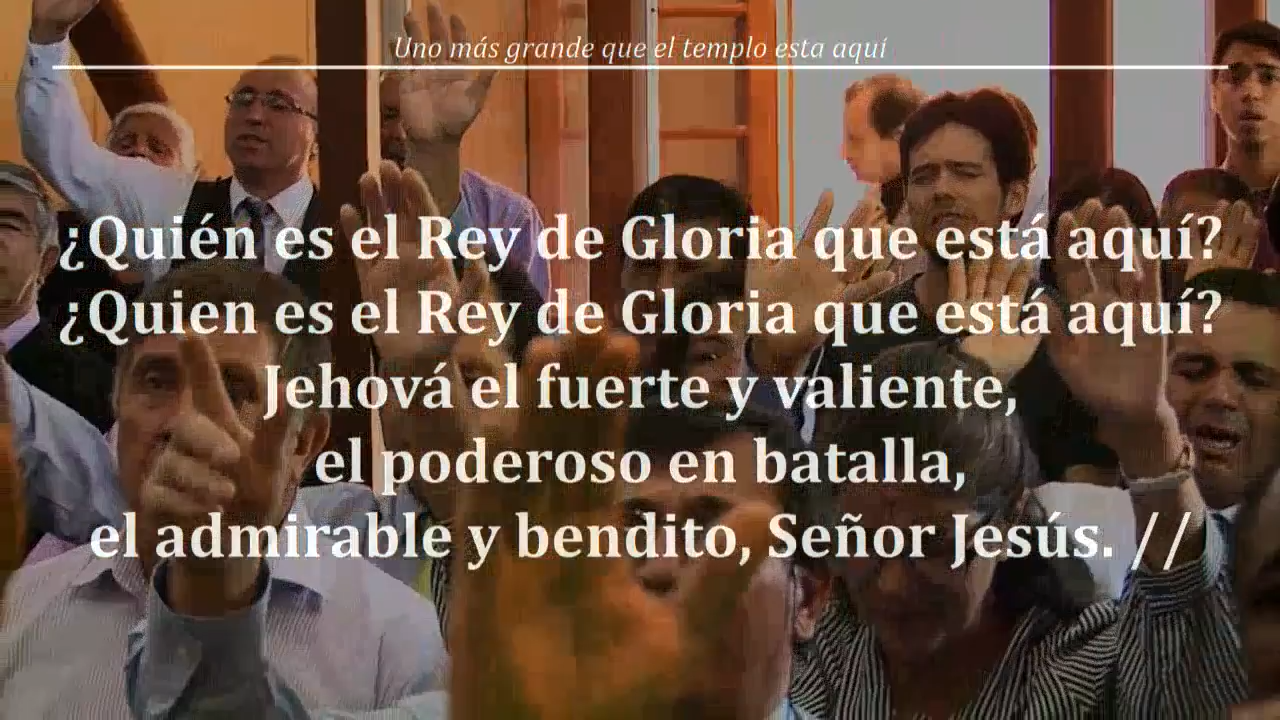 Uno más grande que el templo esta aquí
¿Quién es el Rey de Gloria que está aquí?
¿Quien es el Rey de Gloria que está aquí?
Jehová el fuerte y valiente,
el poderoso en batalla,
el admirable y bendito, Señor Jesús. //